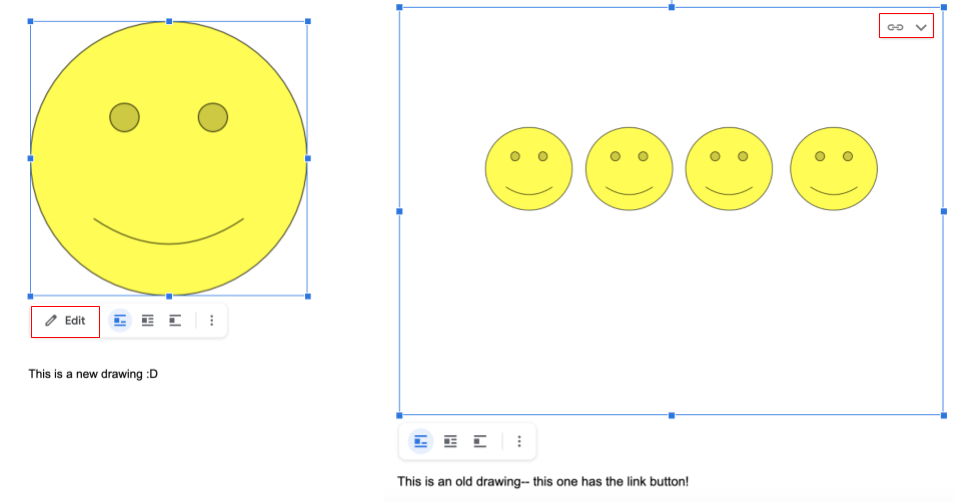 Edit
This is a new drawing :D
This is an old drawing-- this one has the link button!